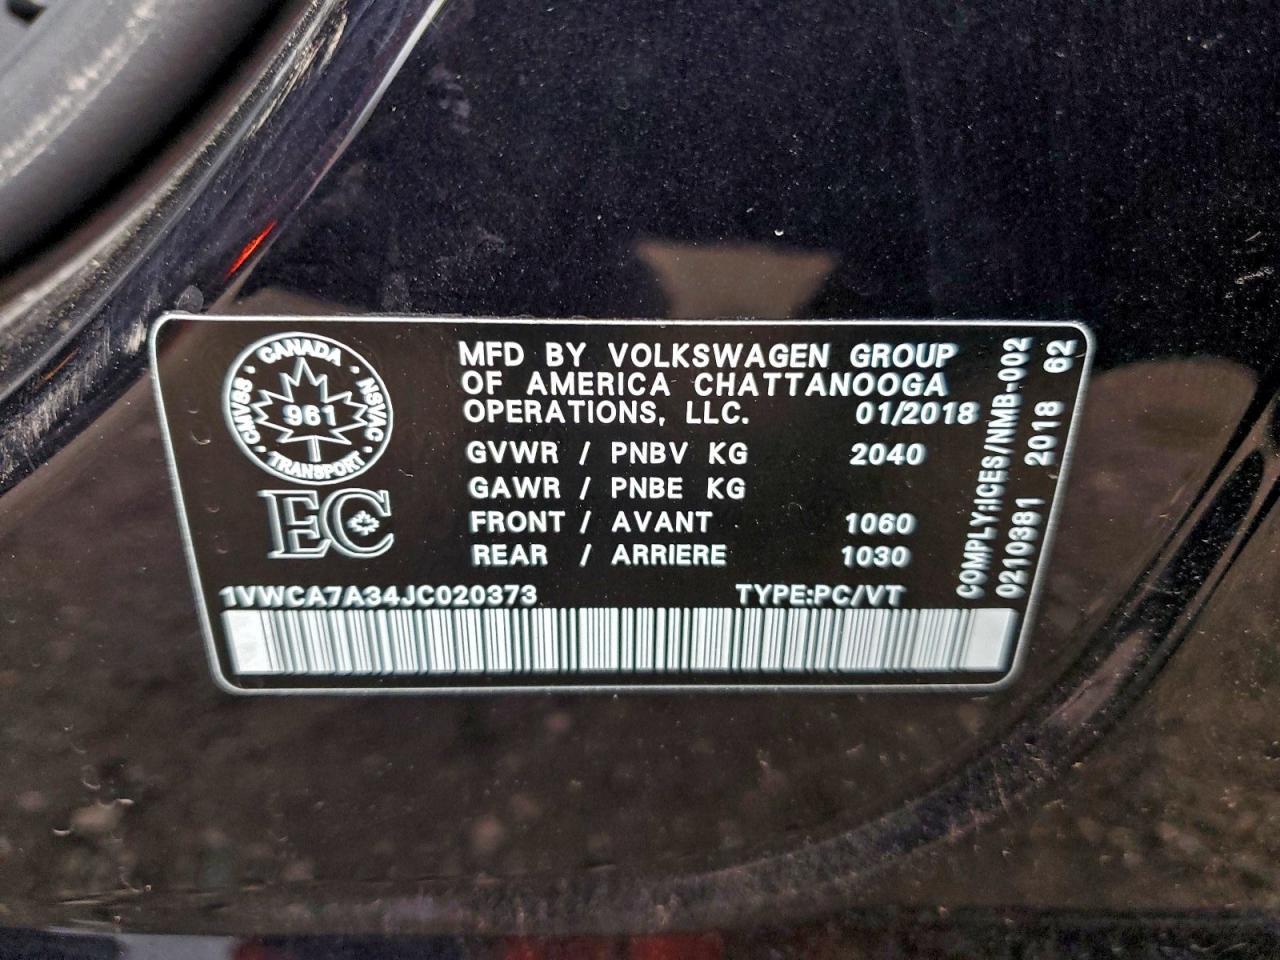 CANADA
CMVSS · NSVAC
961
TRANSPORT
EC
MFD BY VOLKSWAGEN GROUP
OF AMERICA CHATTANOOGA
OPERATIONS, LLC. 01/2018
GVWR / PNBV KG 2040
GAWR / PNBE KG
FRONT / AVANT 1060
REAR / ARRIERE 1030
1VWCA7A34JC020373 TYPE:PC/VT
COMPLY:ICES/NMB-002
0210381 2018 62